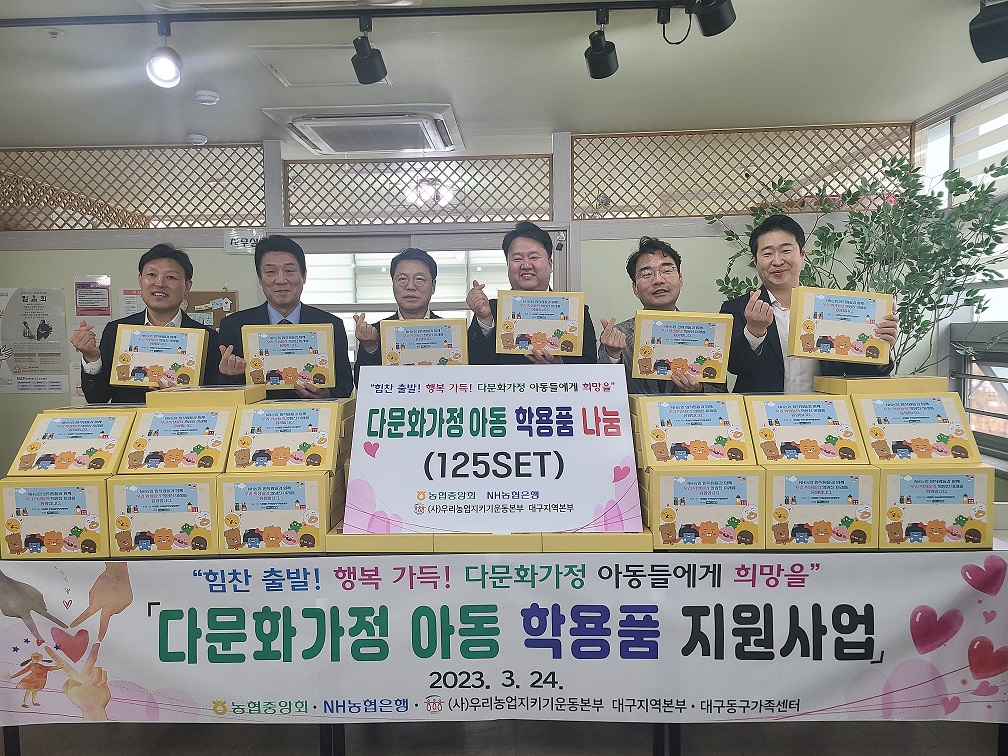 사무실
"힘찬 출발! 행복 가득! 다문화가정 아동들에게 희망을"
다문화가정 아동 학용품 나눔
(125SET)
농협중앙회 NH농협은행
(사)우리농업지키기운동본부 대구지역본부
"힘찬 출발! 행복 가득! 다문화가정 아동들에게 희망을"
「다문화가정 아동 학용품 지원사업」
2023. 3. 24.
농협중앙회·NH농협은행·(사)우리농업지키기운동본부 대구지역본부·대구동구가족센터